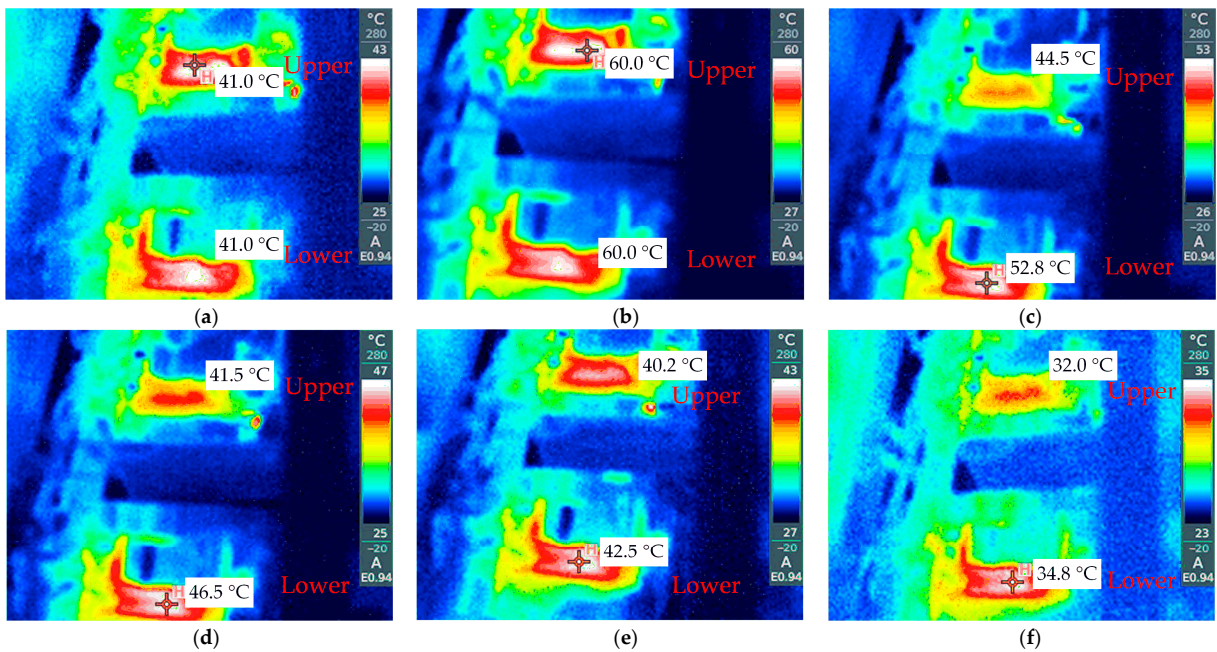 °C
280
43
Upper
H
41.0 °C
Lower
41.0 °C
25
−20
A
E0.94
(a)
°C
280
60
H
60.0 °C
Upper
60.0 °C
Lower
27
−20
A
E0.94
(b)
°C
280
53
44.5 °C
Upper
H
52.8 °C
Lower
26
−20
A
E0.94
(c)
°C
280
47
41.5 °C
Upper
H
46.5 °C
Lower
25
−20
A
E0.94
(d)
°C
280
43
40.2 °C
Upper
H
42.5 °C
Lower
27
−20
A
E0.94
(e)
°C
280
35
32.0 °C
Upper
H
34.8 °C
Lower
23
−20
A
E0.94
(f)